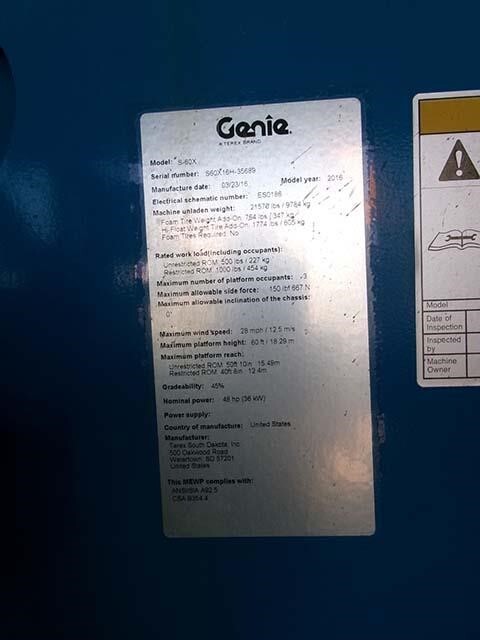 Genie.
A TEREX BRAND
Model: S-60X
Serial number: S60X16H-35689
Manufacture date: 03/23/16 Model year: 2016
Electrical schematic number: ES0186
Machine unladen weight: 21570 lbs / 9784 kg
Foam Tire Weight Add-On: 764 lbs / 347 kg
Hi-Float Weight Tire Add-On: 1774 lbs / 805 kg
Foam Tires Required: No
Rated work load(including occupants):
Unrestricted ROM: 500 lbs / 227 kg
Restricted ROM: 1000 lbs / 454 kg
Maximum number of platform occupants: 3
Maximum allowable side force: 150 lbf 667 N
Maximum allowable inclination of the chassis:
0°
Maximum wind speed: 28 mph / 12.5 m/s
Maximum platform height: 60 ft / 18.29 m
Maximum platform reach:
Unrestricted ROM: 50ft 10in 15.49m
Restricted ROM: 40ft 8in 12.4m
Gradeability: 45%
Nominal power: 48 hp (36 kW)
Power supply:
Country of manufacture: United States
Manufacturer:
Terex South Dakota, Inc
500 Oakwood Road
Watertown, SD 57201
United States
This MEWP complies with:
ANSI/SIA A92.5
CSA B354.4
Model
Date of
Inspection
Inspected
by
Machine
Owner